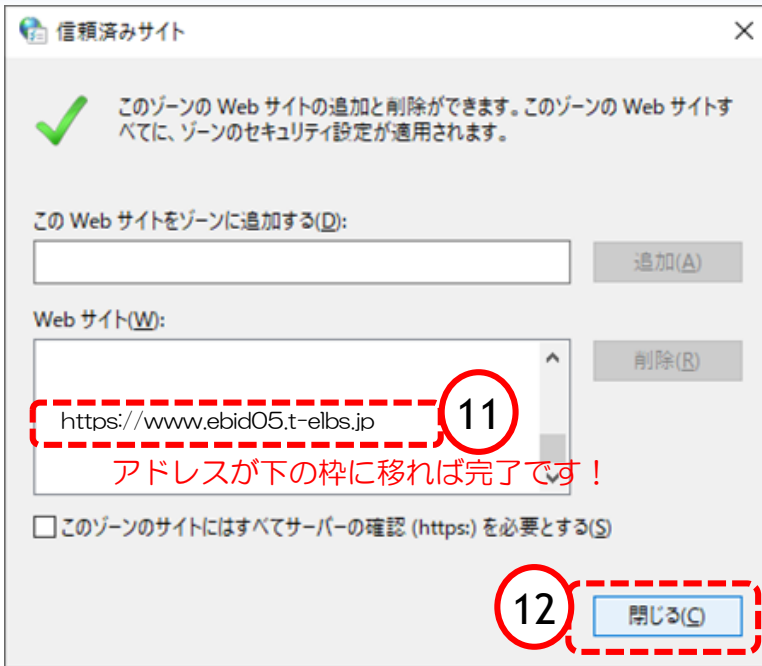 信頼済みサイト
このゾーンの Web サイトの追加と削除ができます。このゾーンの Web サイトす
べてに、ゾーンのセキュリティ設定が適用されます。
この Web サイトをゾーンに追加する(D):
追加(A)
Web サイト(W):
削除(R)
https://www.ebid05.t-elbs.jp
11
アドレスが下の枠に移れば完了です！
このゾーンのサイトにはすべてサーバーの確認 (https:) を必要とする(S)
12
閉じる(C)